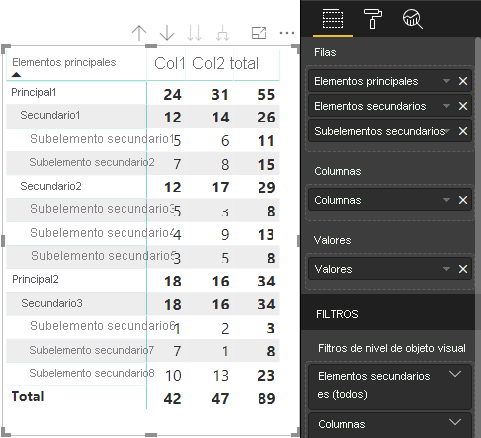 Elementos principales Col1 Col2 total
Principal1 24 31 55
Secundario1 12 14 26
Subelemento secundario1 5 6 11
Subelemento secundario2 7 8 15
Secundario2 12 17 29
Subelemento secundario3 5 3 8
Subelemento secundario4 4 9 13
Subelemento secundario5 3 5 8
Principal2 18 16 34
Secundario3 18 16 34
Subelemento secundario6 1 2 3
Subelemento secundario7 7 1 8
Subelemento secundario8 10 13 23
Total 42 47 89
Filas
Elementos principales
Elementos secundarios
Subelementos secundarios
Columnas
Columnas
Valores
Valores
FILTROS
Filtros de nivel de objeto visual
Elementos secundarios
es (todos)
Columnas